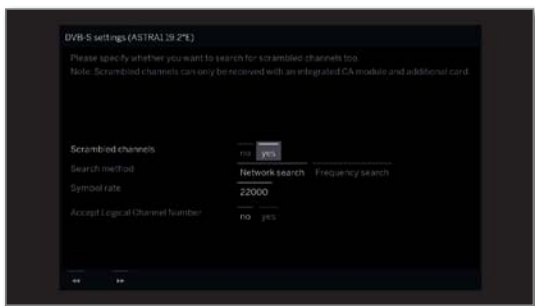 DVB-S settings (ASTRA1 19.2°E)
Please specify whether you want to search for scrambled channels too.
Note: Scrambled channels can only be received with an integrated CA module and additional card
Scrambled channels no yes
Search method Network search Frequency search
Symbol rate 22000
Accept Logical Channel Number no yes